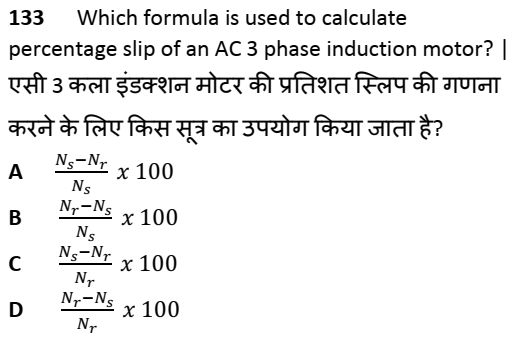 133 Which formula is used to calculate
percentage slip of an AC 3 phase induction motor? |
एसी 3 कला इंडक्शन मोटर की प्रतिशत स्लिप की गणना
करने के लिए किस सूत्र का उपयोग किया जाता है?
A \frac{N_s-N_r}{N_s} x 100
B \frac{N_r-N_s}{N_s} x 100
C \frac{N_s-N_r}{N_r} x 100
D \frac{N_r-N_s}{N_r} x 100